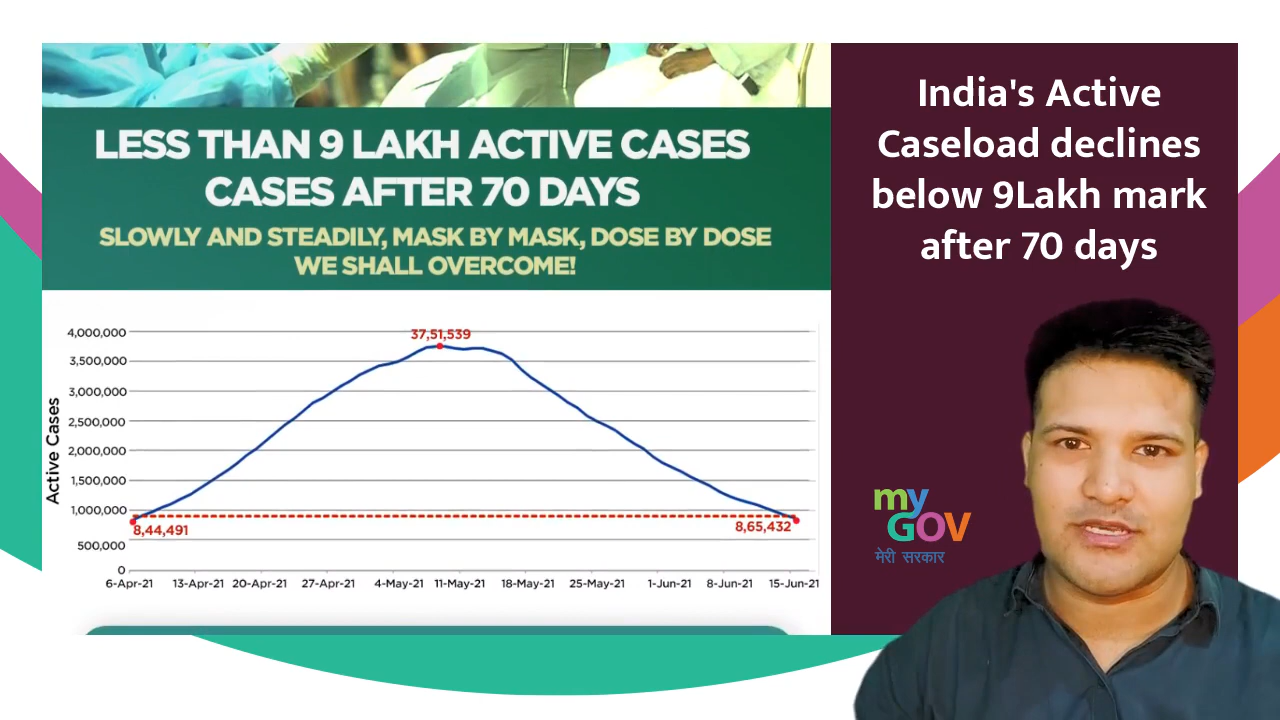 LESS THAN 9 LAKH ACTIVE CASES
CASES AFTER 70 DAYS
SLOWLY AND STEADILY, MASK BY MASK, DOSE BY DOSE
WE SHALL OVERCOME!
Active Cases
4,000,000
3,500,000
3,000,000
2,500,000
2,000,000
1,500,000
1,000,000
500,000
0
37,51,539
8,44,491
8,65,432
6-Apr-21 13-Apr-21 20-Apr-21 27-Apr-21 4-May-21 11-May-21 18-May-21 25-May-21 1-Jun-21 8-Jun-21 15-Jun-21
India's Active
Caseload declines
below 9Lakh mark
after 70 days
my
GOV
मेरी सरकार